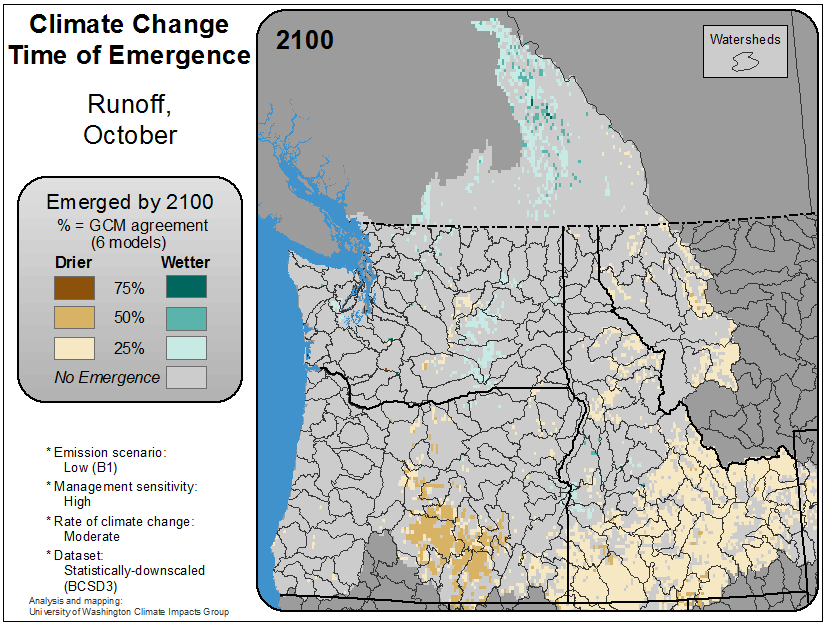 Climate Change
Time of Emergence
Runoff,
October
Emerged by 2100
% = GCM agreement
(6 models)
Drier Wetter
75%
50%
25%
No Emergence
* Emission scenario:
Low (B1)
* Management sensitivity:
High
* Rate of climate change:
Moderate
* Dataset:
Statistically-downscaled
(BCSD3)
Analysis and mapping:
University of Washington Climate Impacts Group
2100
Watersheds